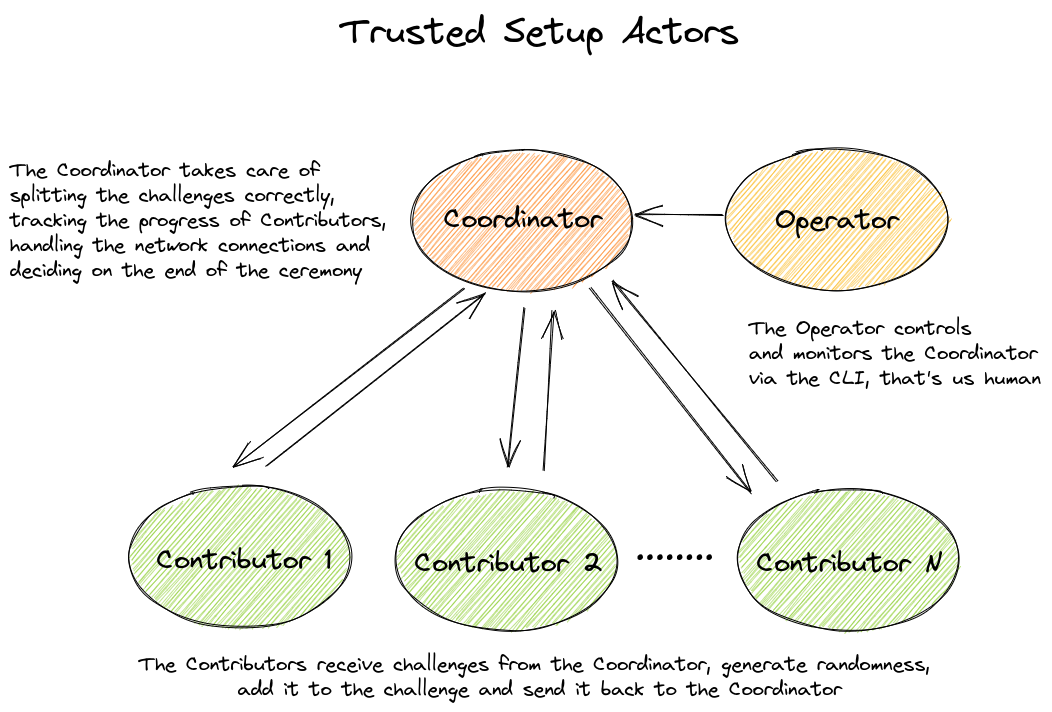 Trusted Setup Actors
The Coordinator takes care of
splitting the challenges correctly,
tracking the progress of Contributors,
handling the network connections and
deciding on the end of the ceremony
Coordinator
Operator
The Operator controls
and monitors the Coordinator
via the CLI, that's us human
Contributor 1
Contributor 2
........
Contributor N
The Contributors receive challenges from the Coordinator, generate randomness,
add it to the challenge and send it back to the Coordinator